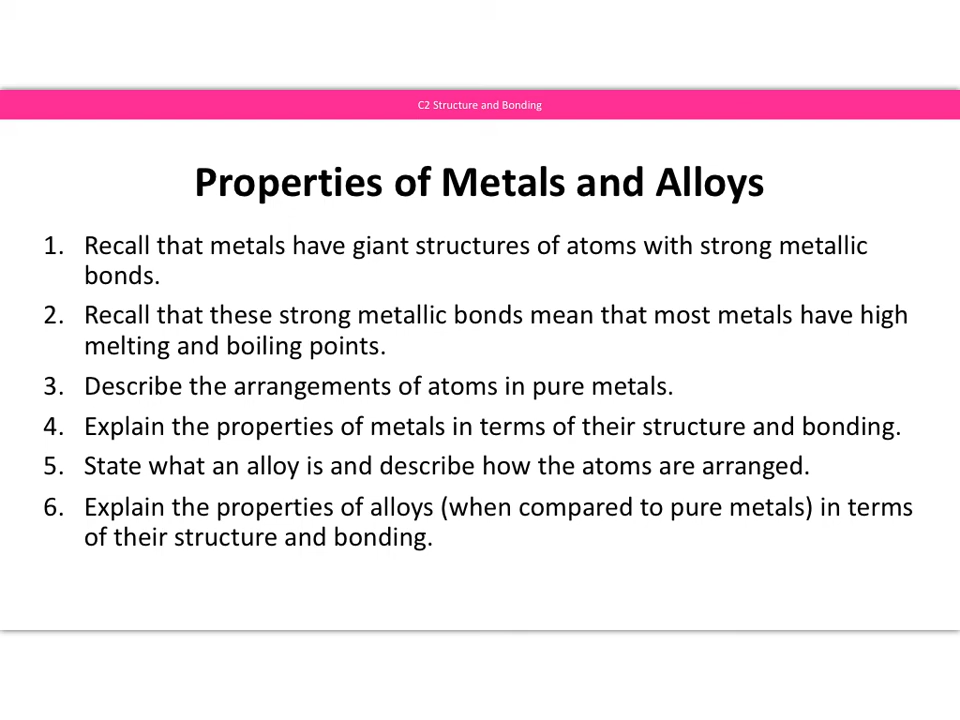 C2 Structure and Bonding
Properties of Metals and Alloys
1. Recall that metals have giant structures of atoms with strong metallic
bonds.
2. Recall that these strong metallic bonds mean that most metals have high
melting and boiling points.
3. Describe the arrangements of atoms in pure metals.
4. Explain the properties of metals in terms of their structure and bonding.
5. State what an alloy is and describe how the atoms are arranged.
6. Explain the properties of alloys (when compared to pure metals) in terms
of their structure and bonding.